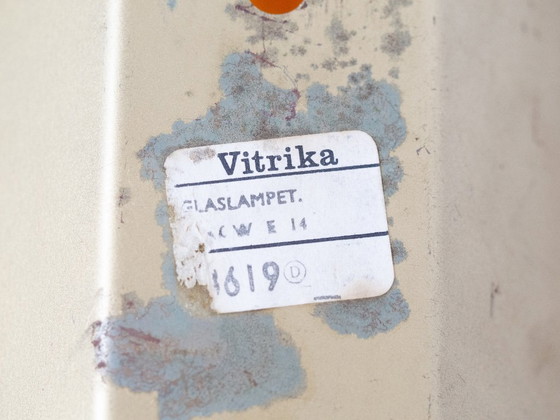 Vitrika
GLASLAMPET.
W E 14
1619 D